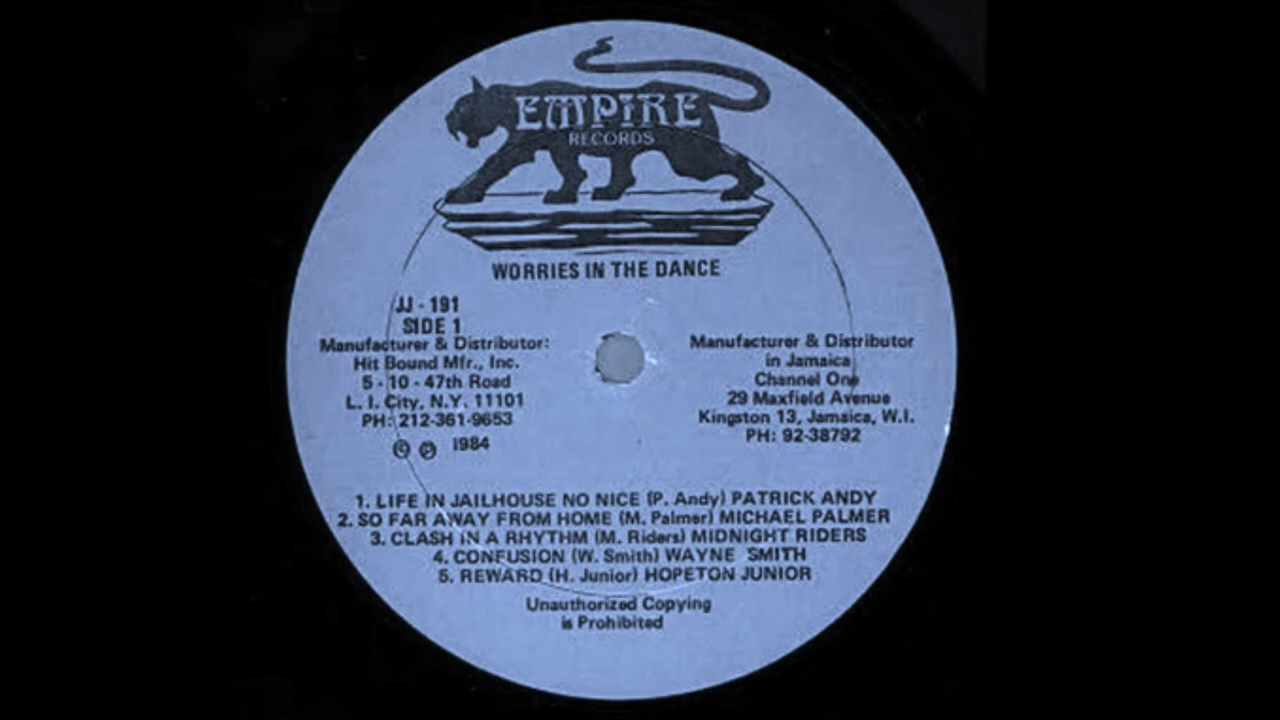 EMPIRE
RECORDS
WORRIES IN THE DANCE
JJ - 191
SIDE 1
Manufacturer & Distributor:
Hit Bound Mfr., Inc.
5 - 10 - 47th Road
L. I. City, N.Y. 11101
PH: 212-361-9653
© ℗ 1984
Manufacturer & Distributor
in Jamaica
Channel One
29 Maxfield Avenue
Kingston 13, Jamaica, W.I.
PH: 92-38792
1. LIFE IN JAILHOUSE NO NICE (P. Andy) PATRICK ANDY
2. SO FAR AWAY FROM HOME (M. Palmer) MICHAEL PALMER
3. CLASH IN A RHYTHM (M. Riders) MIDNIGHT RIDERS
4. CONFUSION (W. Smith) WAYNE SMITH
5. REWARD (H. Junior) HOPETON JUNIOR
Unauthorized Copying
is Prohibited